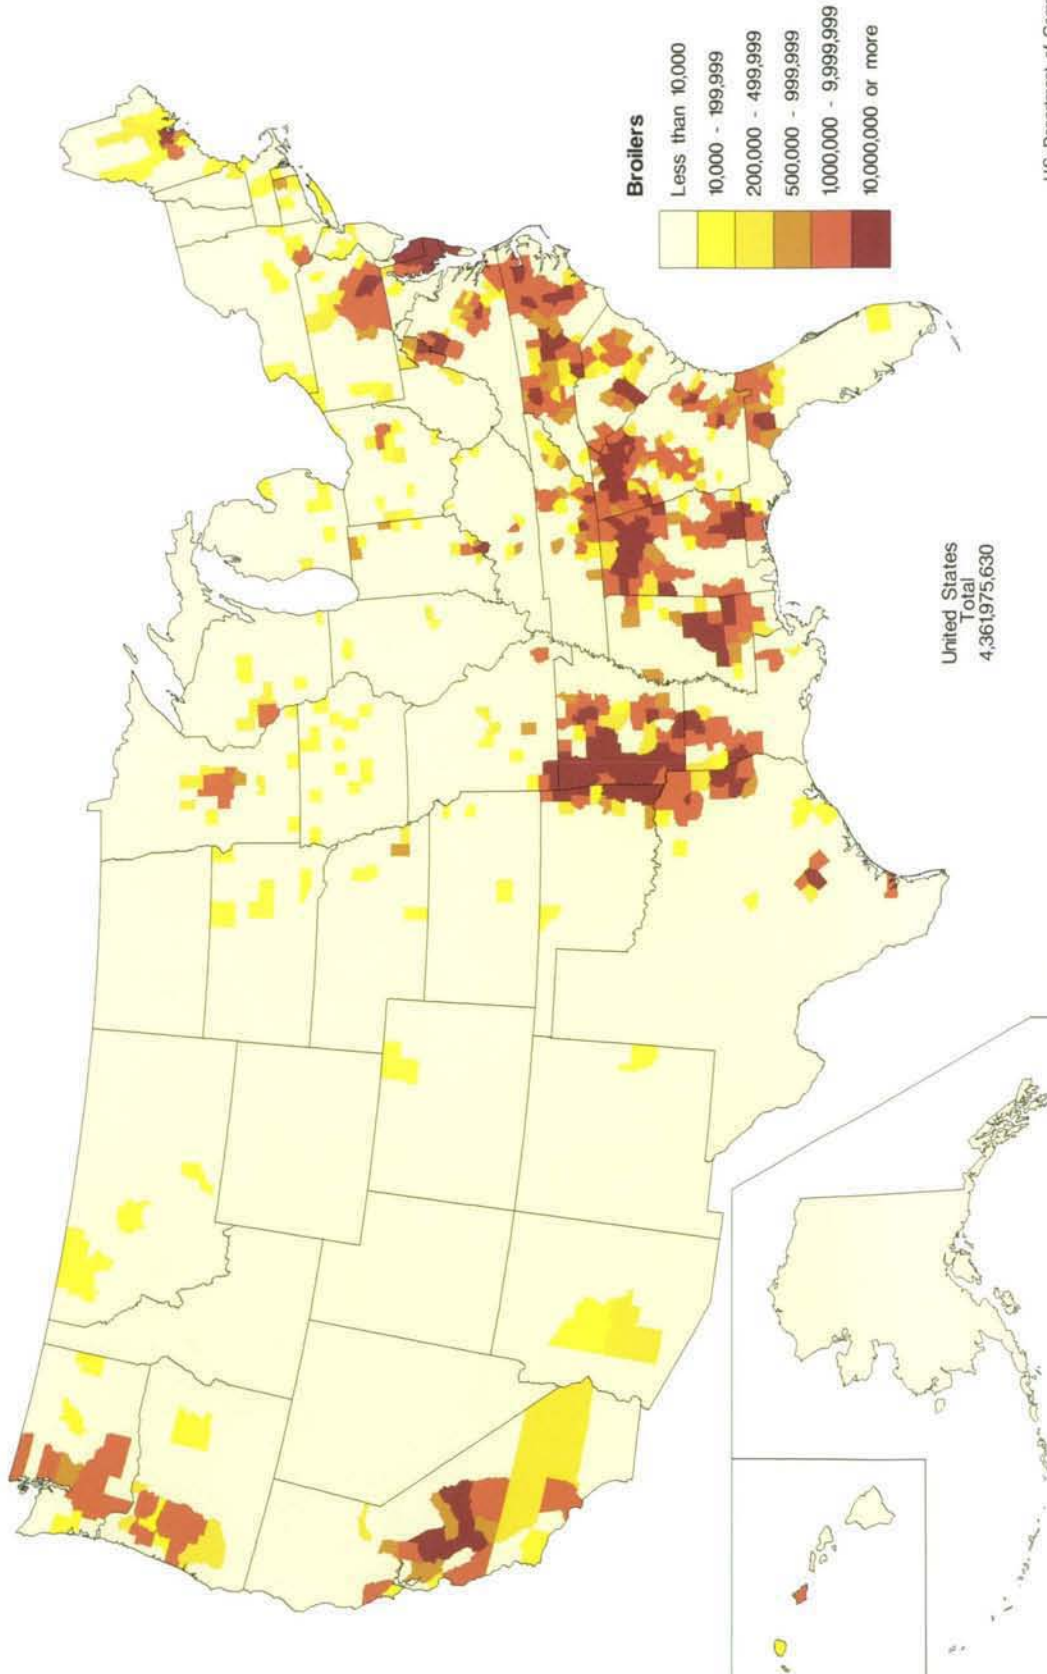 Broilers
Less than 10,000
10,000 - 199,999
200,000 - 499,999
500,000 - 999,999
1,000,000 - 9,999,999
10,000,000 or more
United States
Total
4,361,975,630